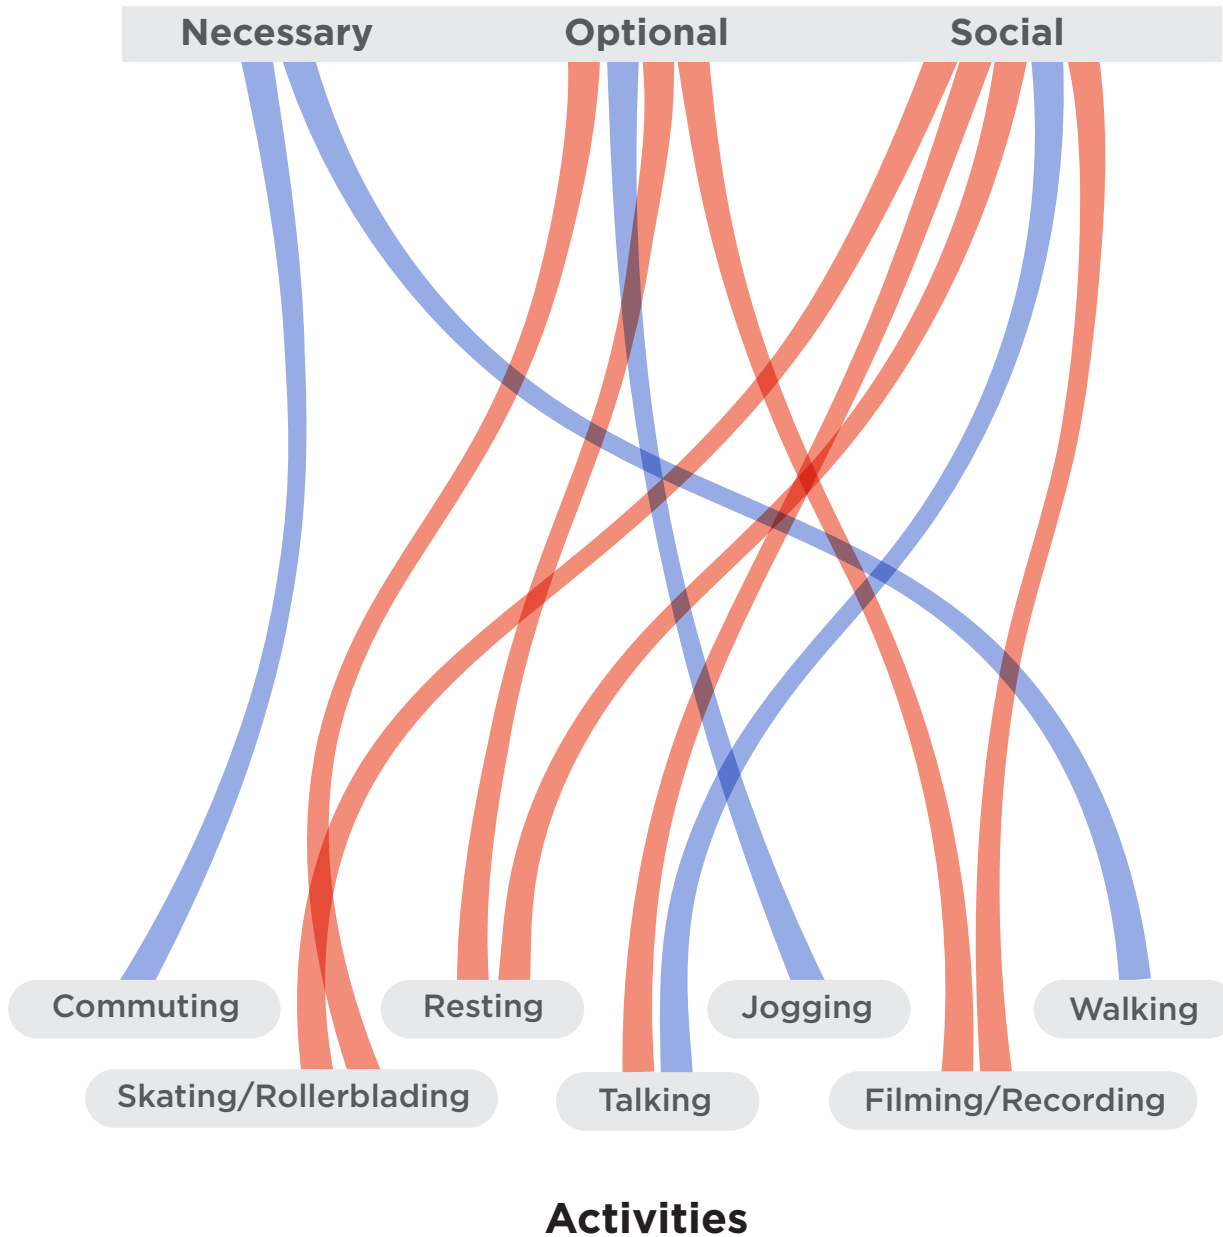 Necessary Optional Social
Commuting Resting Jogging Walking
Skating/Rollerblading Talking Filming/Recording
Activities